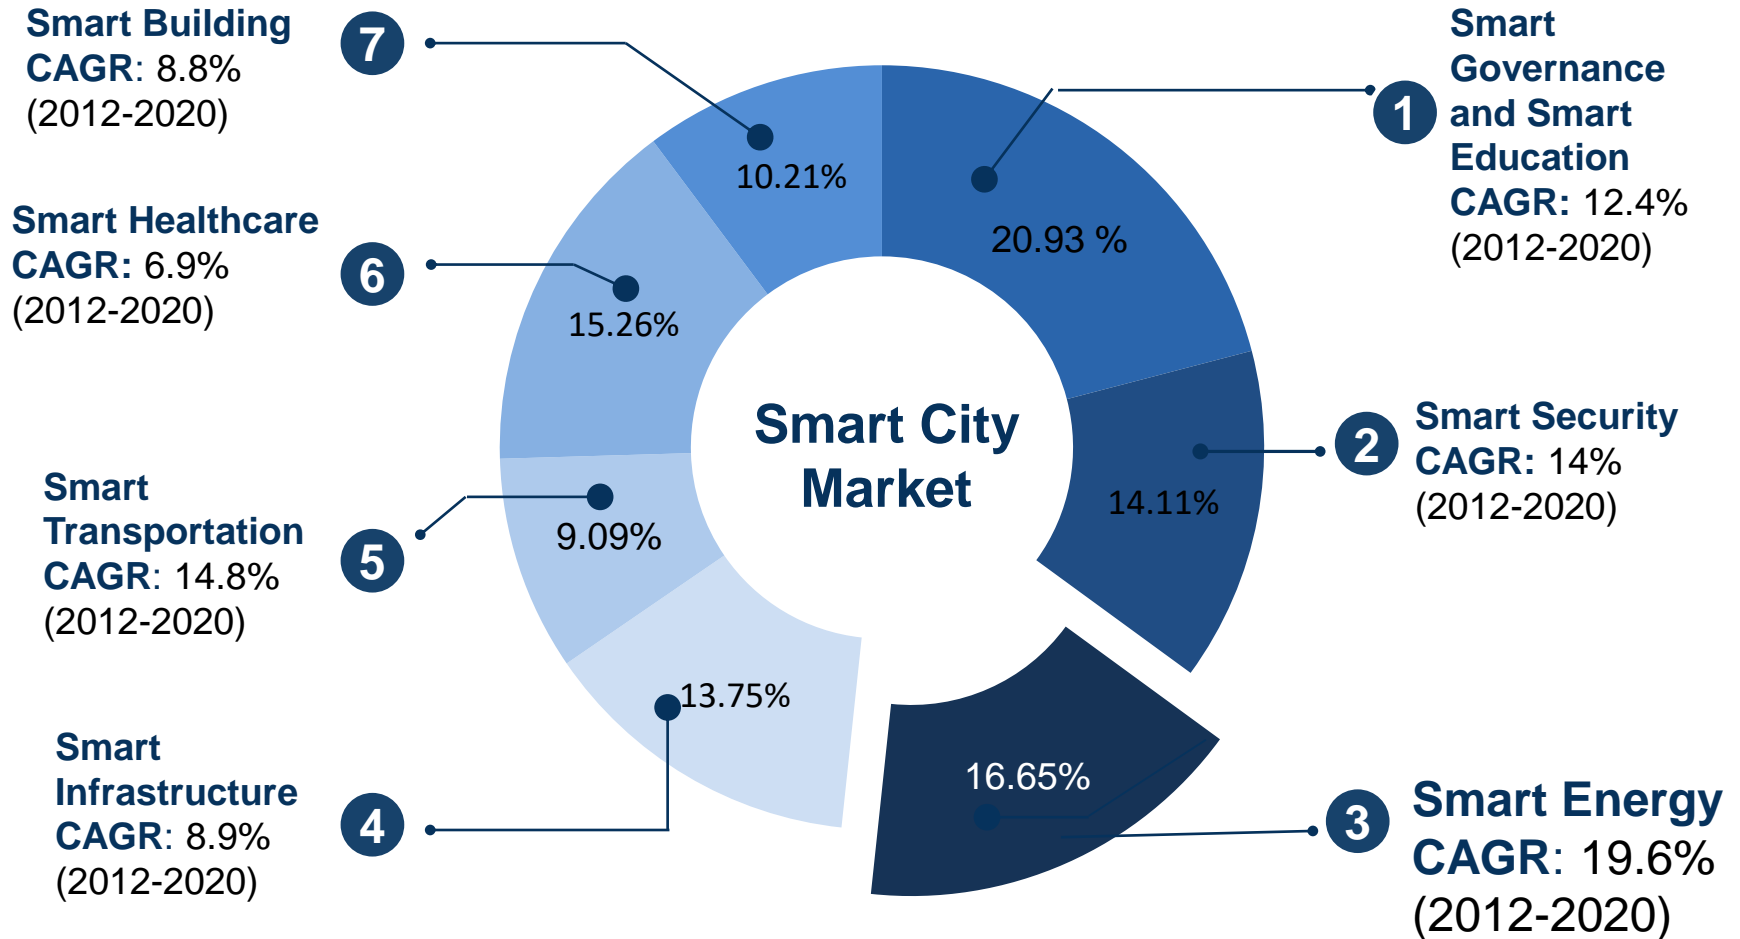 Smart Building
CAGR: 8.8%
(2012-2020)
7
10.21%
Smart
Governance
and Smart
Education
CAGR: 12.4%
(2012-2020)
1
20.93 %
Smart Healthcare
CAGR: 6.9%
(2012-2020)
6
15.26%
Smart City
Market
Smart Security
CAGR: 14%
(2012-2020)
2
14.11%
Smart
Transportation
CAGR: 14.8%
(2012-2020)
5
9.09%
Smart
Infrastructure
CAGR: 8.9%
(2012-2020)
4
13.75%
16.65%
3
Smart Energy
CAGR: 19.6%
(2012-2020)